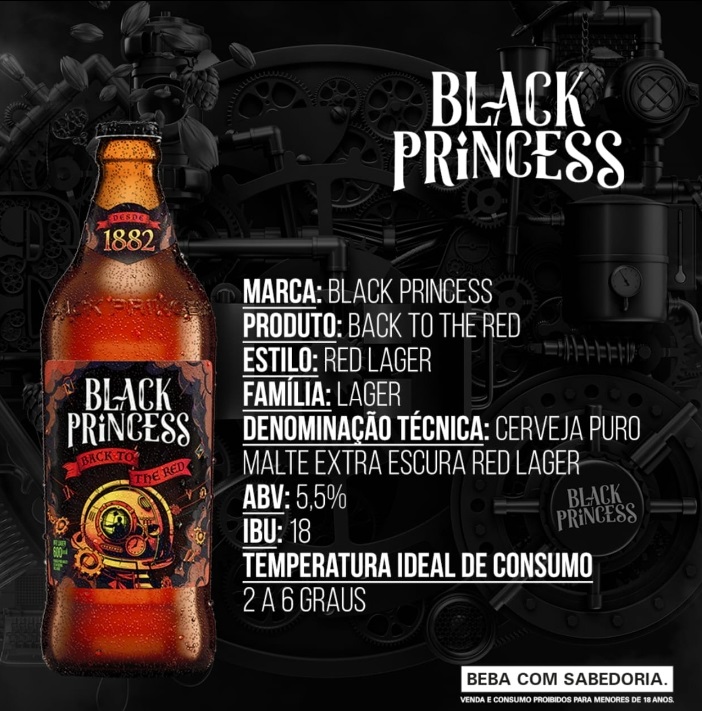 BLACK
PRINCESS
DESDE
1882
MARCA: BLACK PRINCESS
PRODUTO: BACK TO THE RED
ESTILO: RED LAGER
FAMÍLIA: LAGER
DENOMINAÇÃO TÉCNICA: CERVEJA PURO
MALTE EXTRA ESCURA RED LAGER
ABV: 5,5%
IBU: 18
TEMPERATURA IDEAL DE CONSUMO
2 A 6 GRAUS
BLACK
PRINCESS
BACK TO
THE RED
600ml
BLACK
PRINCESS
BEBA COM SABEDORIA.
VENDA E CONSUMO PROIBIDOS PARA MENORES DE 18 ANOS.